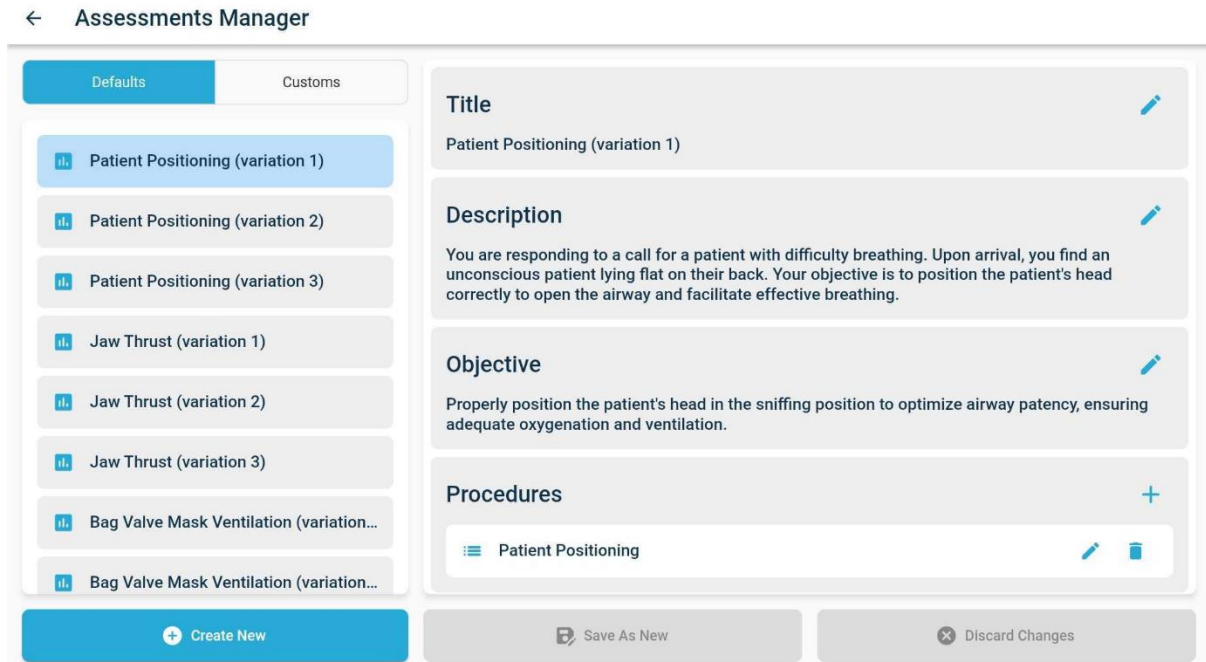 Assessments Manager
Defaults
Customs
Patient Positioning (variation 1)
Patient Positioning (variation 2)
Patient Positioning (variation 3)
Jaw Thrust (variation 1)
Jaw Thrust (variation 2)
Jaw Thrust (variation 3)
Bag Valve Mask Ventilation (variation...
Bag Valve Mask Ventilation (variation...
Create New
Title
Patient Positioning (variation 1)
Description
You are responding to a call for a patient with difficulty breathing. Upon arrival, you find an
unconscious patient lying flat on their back. Your objective is to position the patient's head
correctly to open the airway and facilitate effective breathing.
Objective
Properly position the patient's head in the sniffing position to optimize airway patency, ensuring
adequate oxygenation and ventilation.
Procedures
Patient Positioning
Save As New
Discard Changes